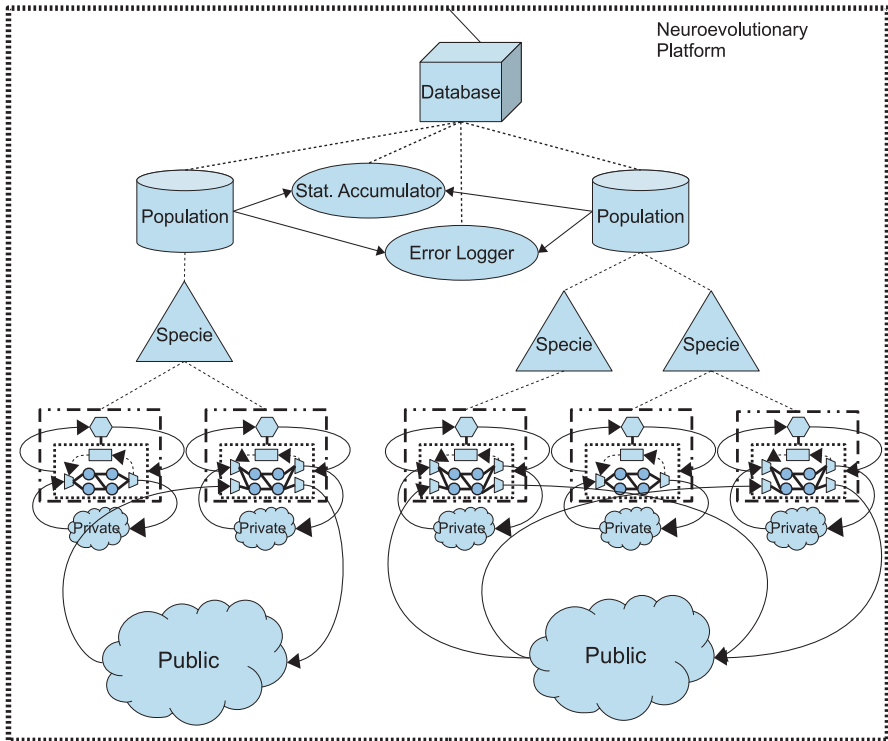 Neuroevolutionary
Platform
Database
Stat. Accumulator
Population
Population
Error Logger
Specie
Specie
Specie
Private
Private
Private
Private
Private
Public
Public